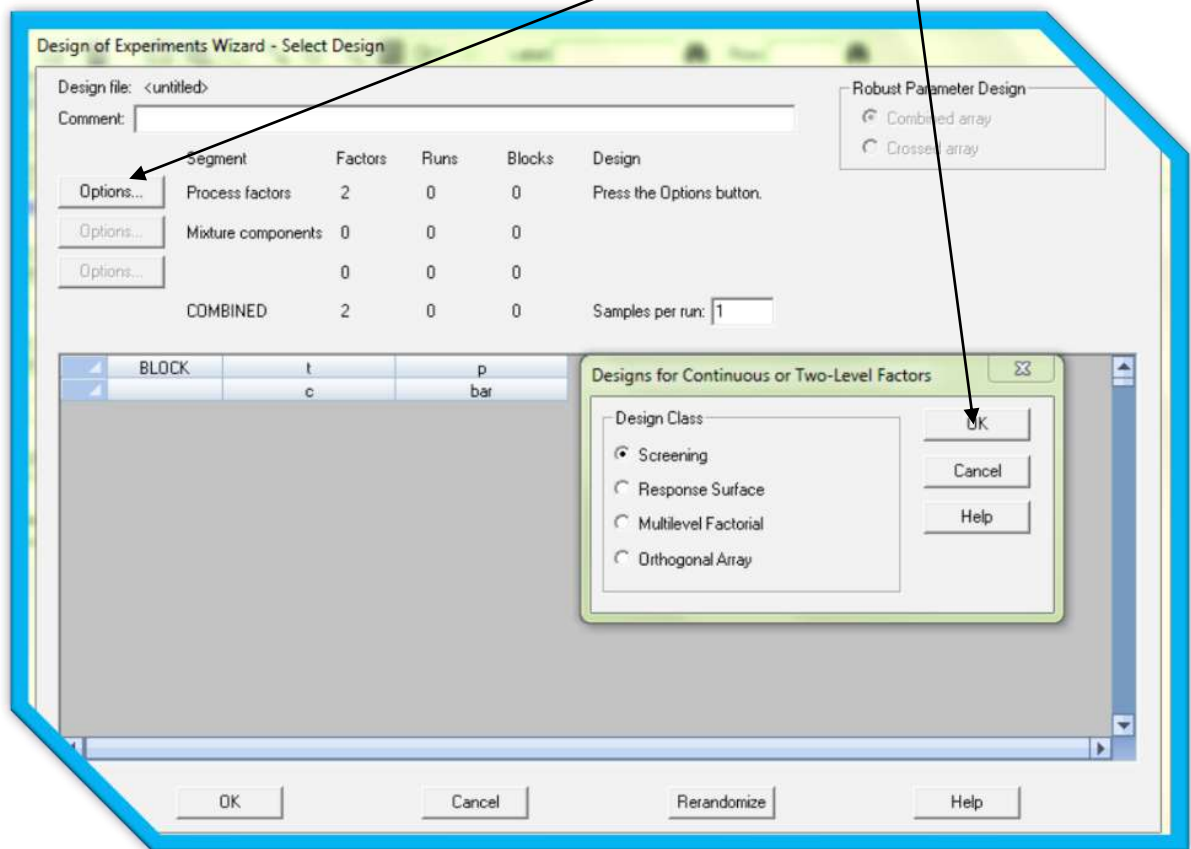 Design of Experiments Wizard - Select Design
Design file: <untitled>
Comment:
Robust Parameter Design
Combined array
Crossed array
Segment Factors Runs Blocks Design
Options... Process factors 2 0 0 Press the Options button.
Options... Mixture components 0 0 0
Options... 0 0 0
COMBINED 2 0 0 Samples per run: 1
BLOCK t p
c bar
Designs for Continuous or Two-Level Factors
Design Class
Screening
Response Surface
Multilevel Factorial
Orthogonal Array
OK
Cancel
Help
OK Cancel Rerandomize Help